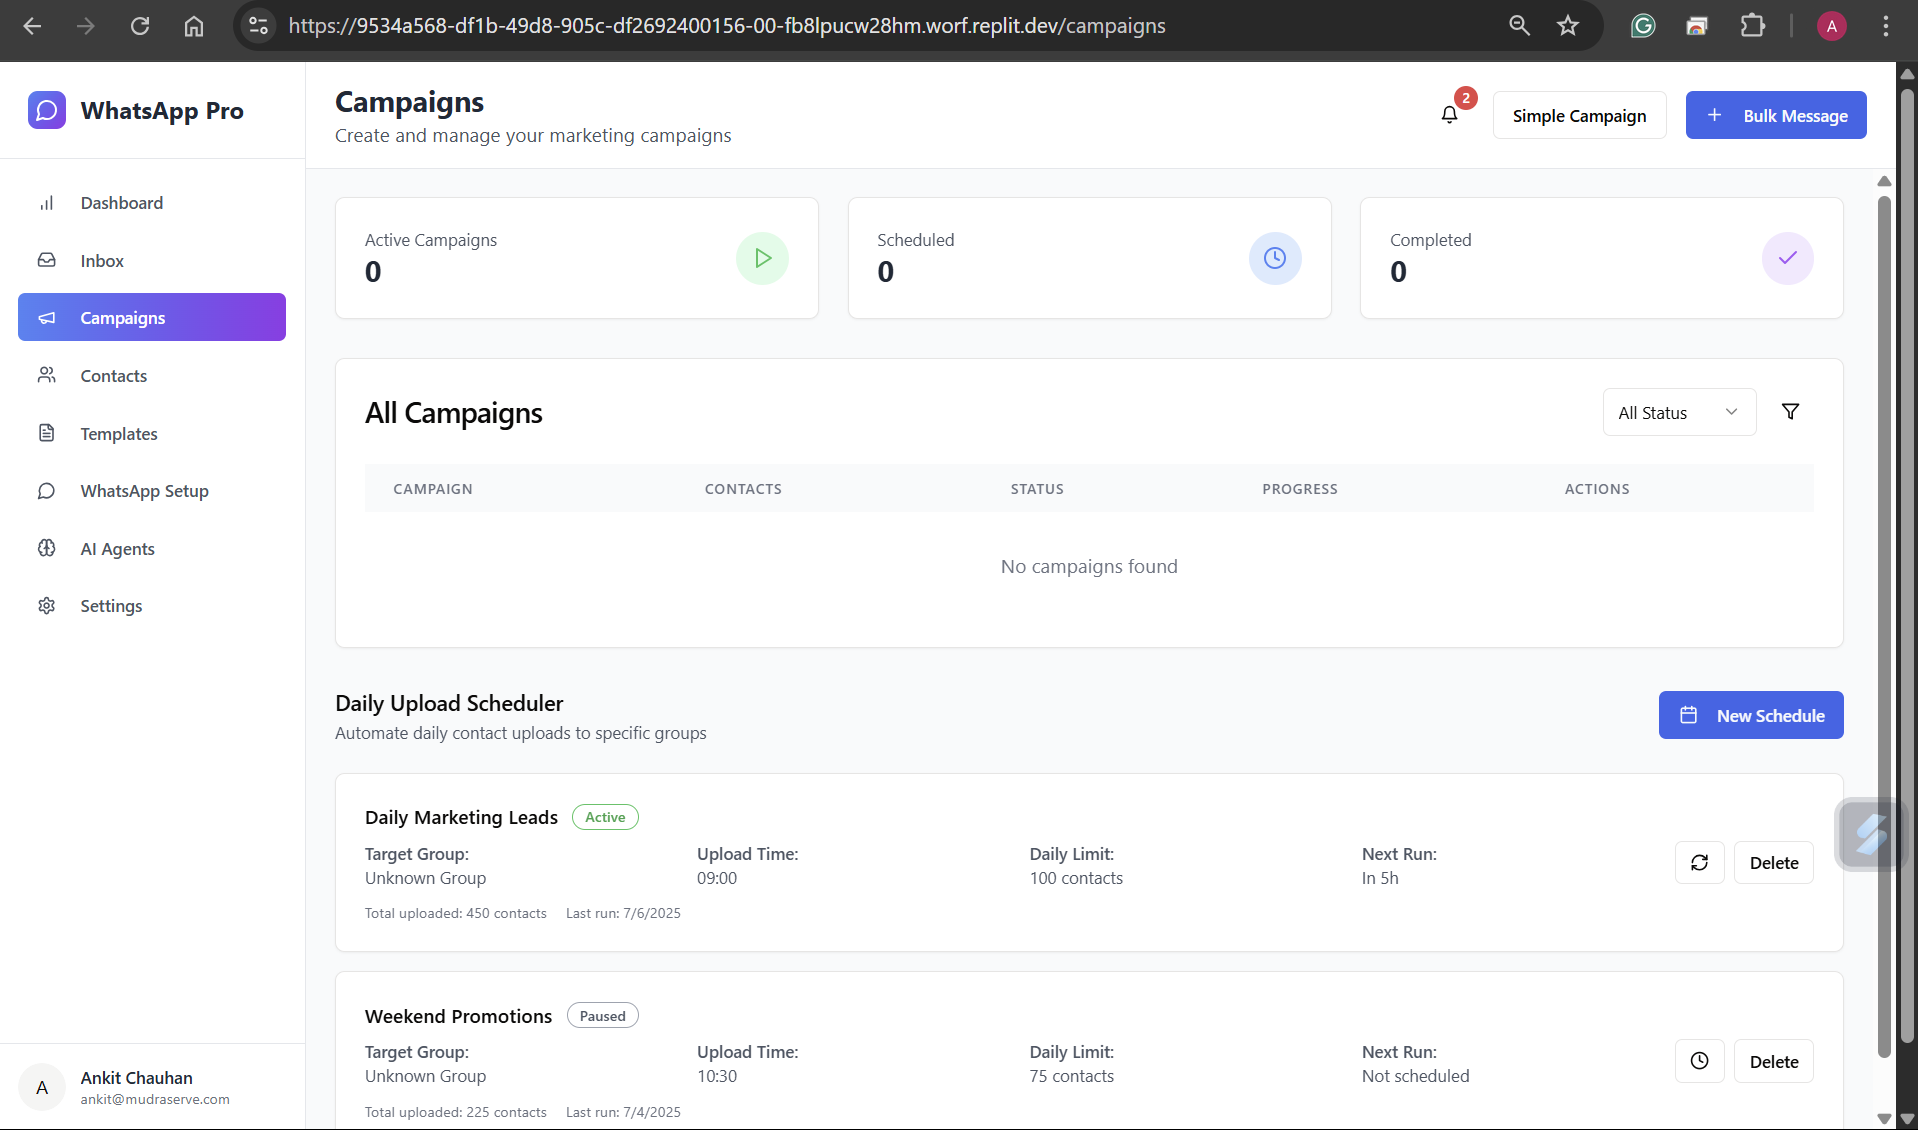 https://9534a568-df1b-49d8-905c-df2692400156-00-fb8lpucw28hm.worf.replit.dev/campaigns
A
WhatsApp Pro
Dashboard
Inbox
Campaigns
Contacts
Templates
WhatsApp Setup
AI Agents
Settings
A
Ankit Chauhan
ankit@mudraserve.com
Campaigns
Create and manage your marketing campaigns
2
Simple Campaign
+ Bulk Message
Active Campaigns
0
Scheduled
0
Completed
0
All Campaigns
All Status
CAMPAIGN CONTACTS STATUS PROGRESS ACTIONS
No campaigns found
Daily Upload Scheduler
Automate daily contact uploads to specific groups
New Schedule
Daily Marketing Leads Active
Target Group: Upload Time: Daily Limit: Next Run:
Unknown Group 09:00 100 contacts In 5h
Delete
Total uploaded: 450 contacts Last run: 7/6/2025
Weekend Promotions Paused
Target Group: Upload Time: Daily Limit: Next Run:
Unknown Group 10:30 75 contacts Not scheduled
Delete
Total uploaded: 225 contacts Last run: 7/4/2025